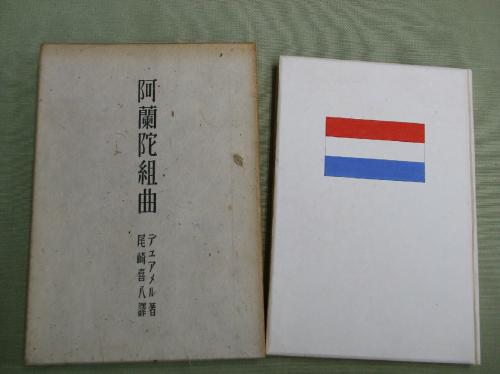 阿蘭陀組曲
デュアメル著
尾崎喜八譯